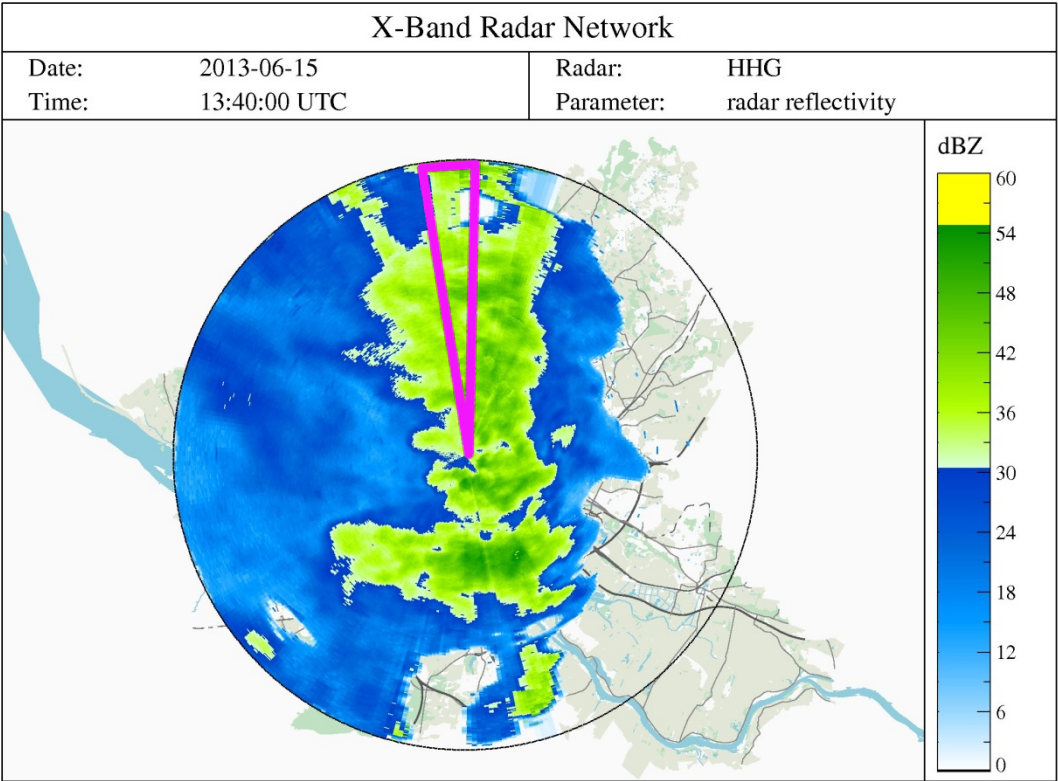 X-Band Radar Network
Date: 2013-06-15 Radar: HHG
Time: 13:40:00 UTC Parameter: radar reflectivity
dBZ
60
54
48
42
36
30
24
18
12
6
0